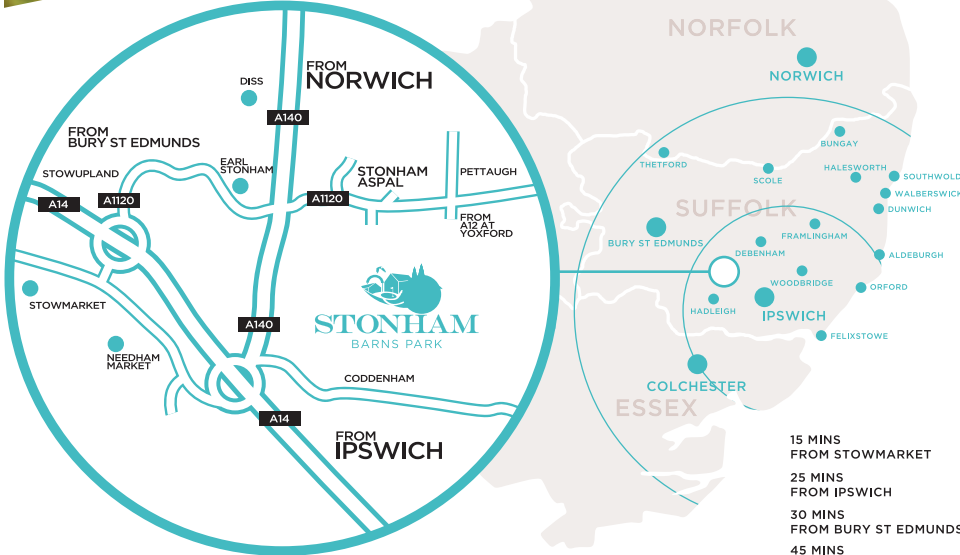 FROM
NORWICH
DISS
A140
FROM
BURY ST EDMUNDS
STOWUPLAND
EARL
STONHAM
STONHAM
ASPAL
PETTAUGH
A14
A1120
A1120
FROM
A12 AT
YOXFORD
STOWMARKET
A140
STONHAM
BARNS PARK
NEEDHAM
MARKET
CODDENHAM
A14
FROM
IPSWICH
NORFOLK
NORWICH
BUNGAY
THETFORD
SCOLE
HALESWORTH
SOUTHWOLD
WALBERSWICK
DUNWICH
SUFFOLK
BURY ST EDMUNDS
FRAMLINGHAM
DEBENHAM
ALDEBURGH
WOODBRIDGE
ORFORD
HADLEIGH
IPSWICH
FELIXSTOWE
COLCHESTER
ESSEX
15 MINS
FROM STOWMARKET
25 MINS
FROM IPSWICH
30 MINS
FROM BURY ST EDMUNDS
45 MINS